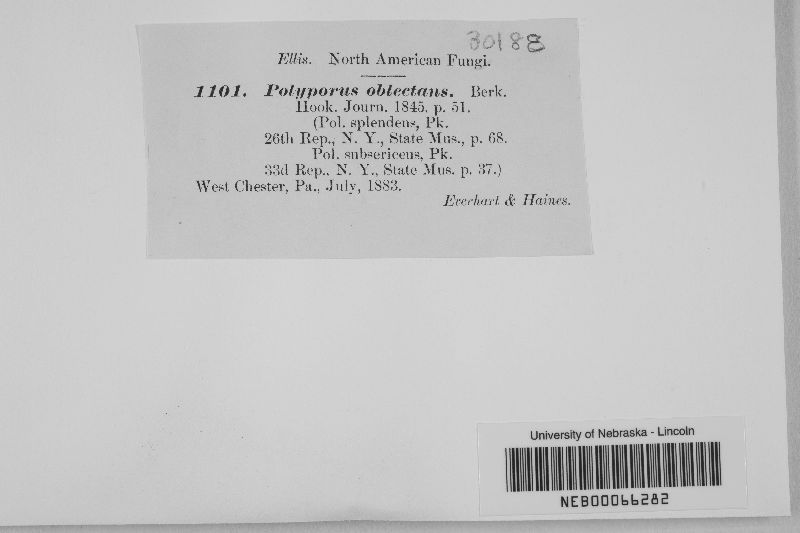 30188
Ellis. North American Fungi.
1101. Polyporus oblectans. Berk.
Hook. Journ. 1845. p. 51.
(Pol. splendens, Pk.
26th Rep., N. Y., State Mus., p. 68.
Pol. subsericeus, Pk.
33d Rep., N. Y., State Mus. p. 37.)
West Chester, Pa., July, 1883.
Everhart & Haines.
University of Nebraska - Lincoln
NEB00066282